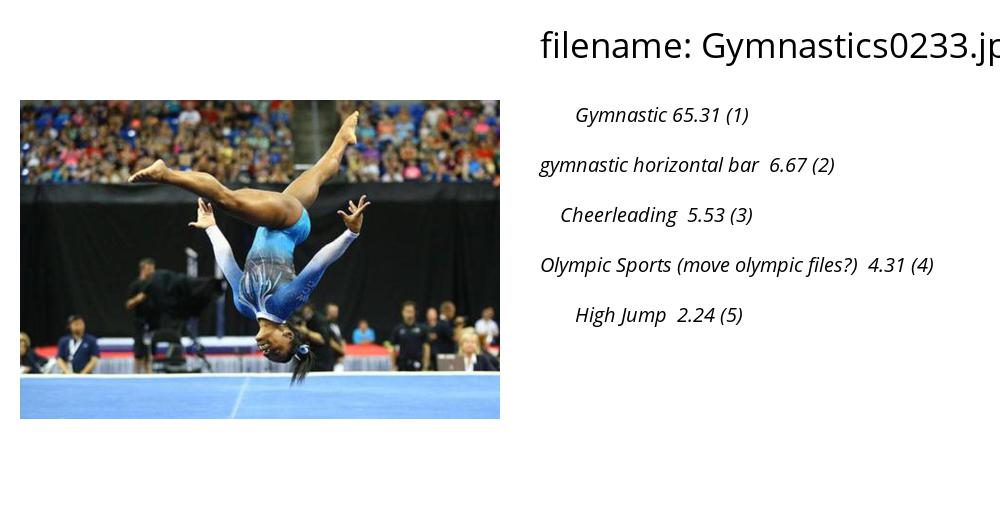 filename: Gymnastics0233.jp
Gymnastic 65.31 (1)
gymnastic horizontal bar 6.67 (2)
Cheerleading 5.53 (3)
Olympic Sports (move olympic files?) 4.31 (4)
High Jump 2.24 (5)